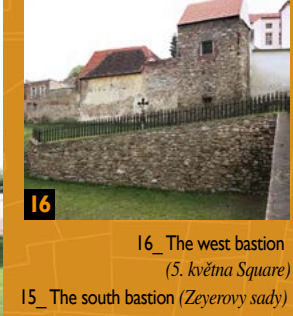 16
16_ The west bastion
(5. května Square)
15_ The south bastion (Zeyerovy sady)